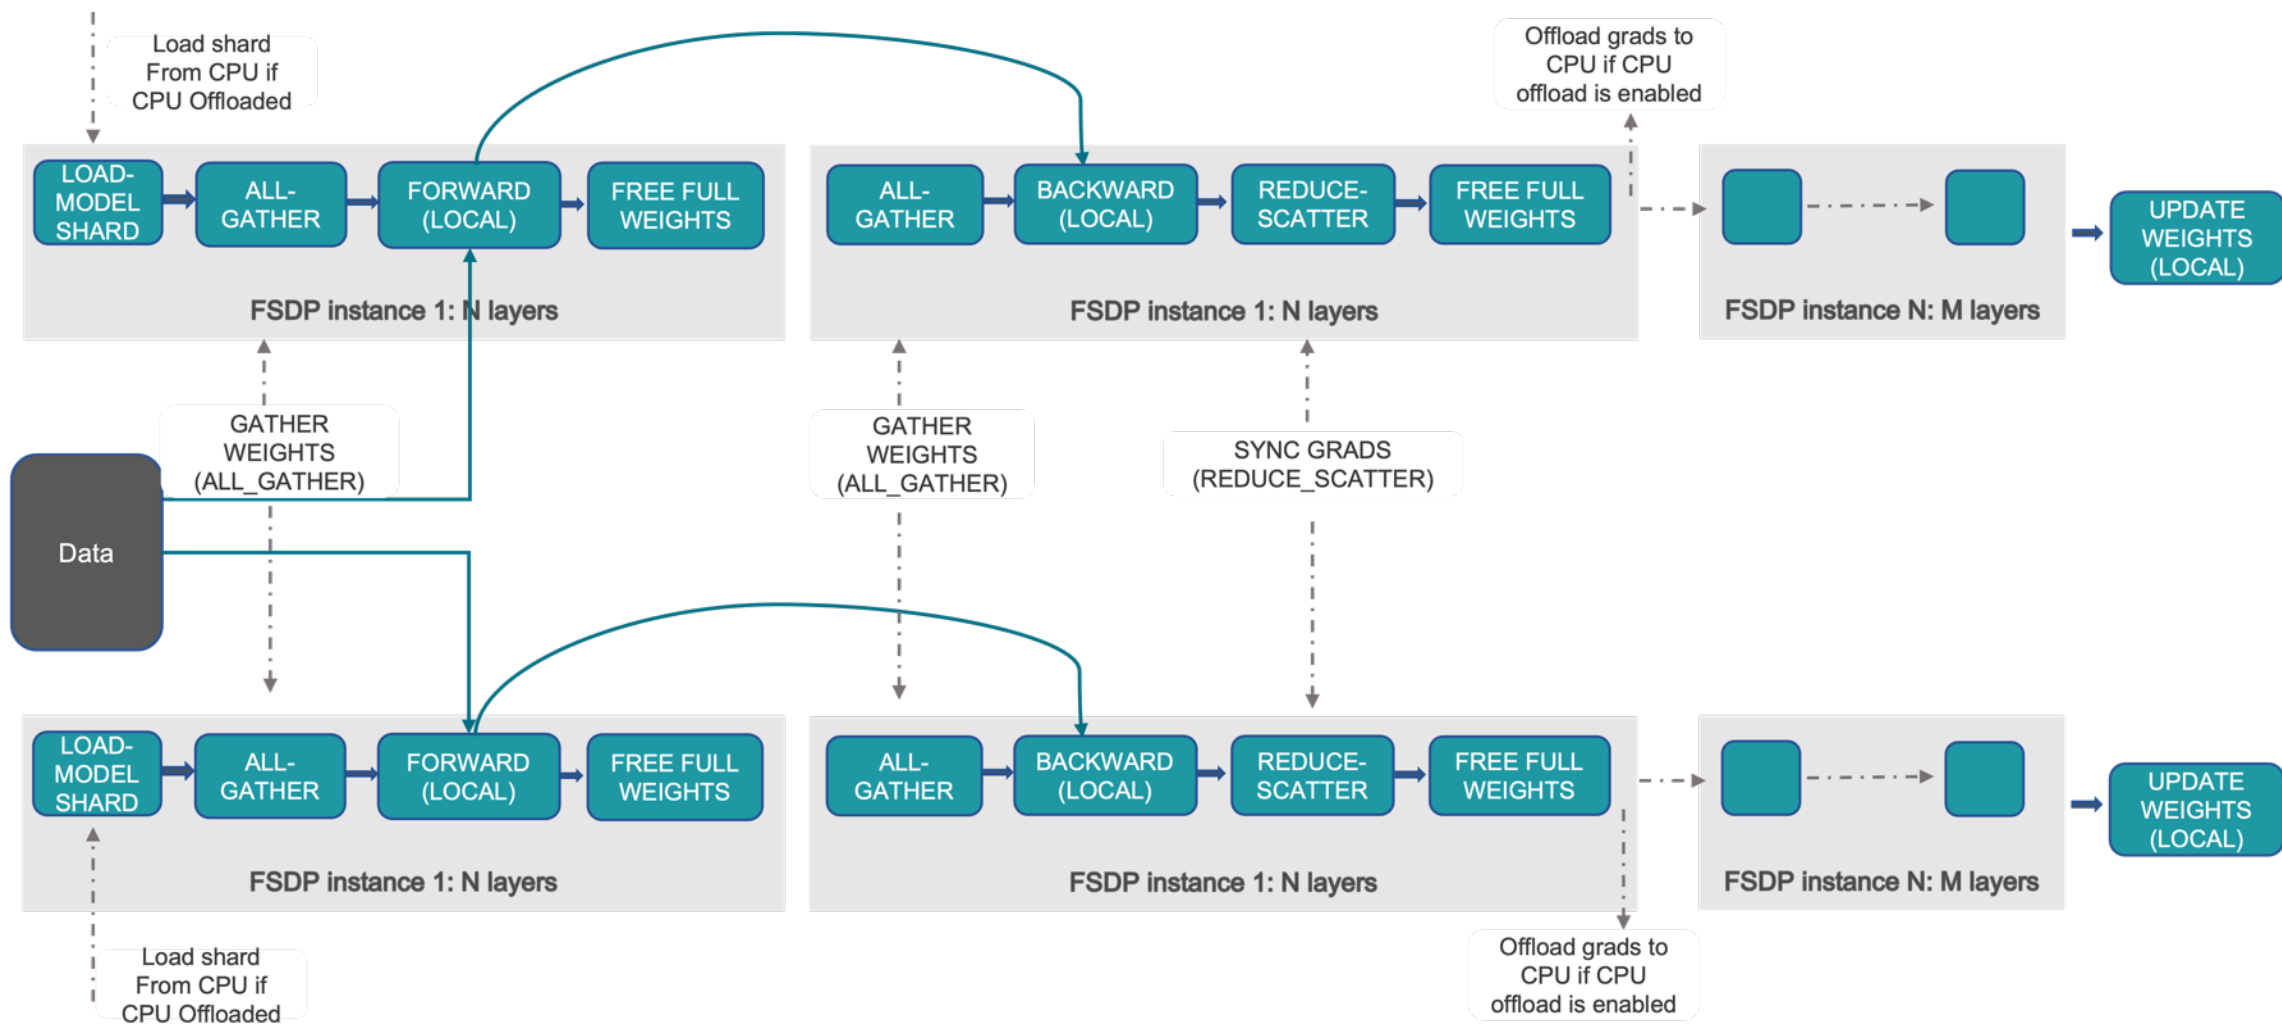 Load shard
From CPU if
CPU Offloaded
Offload grads to
CPU if CPU
offload is enabled
LOAD-
MODEL
SHARD
ALL-
GATHER
FORWARD
(LOCAL)
FREE FULL
WEIGHTS
FSDP instance 1: N layers
ALL-
GATHER
BACKWARD
(LOCAL)
REDUCE-
SCATTER
FREE FULL
WEIGHTS
FSDP instance 1: N layers
FSDP instance N: M layers
UPDATE
WEIGHTS
(LOCAL)
GATHER
WEIGHTS
(ALL_GATHER)
GATHER
WEIGHTS
(ALL_GATHER)
SYNC GRADS
(REDUCE_SCATTER)
Data
LOAD-
MODEL
SHARD
ALL-
GATHER
FORWARD
(LOCAL)
FREE FULL
WEIGHTS
FSDP instance 1: N layers
ALL-
GATHER
BACKWARD
(LOCAL)
REDUCE-
SCATTER
FREE FULL
WEIGHTS
FSDP instance 1: N layers
FSDP instance N: M layers
UPDATE
WEIGHTS
(LOCAL)
Load shard
From CPU if
CPU Offloaded
Offload grads to
CPU if CPU
offload is enabled